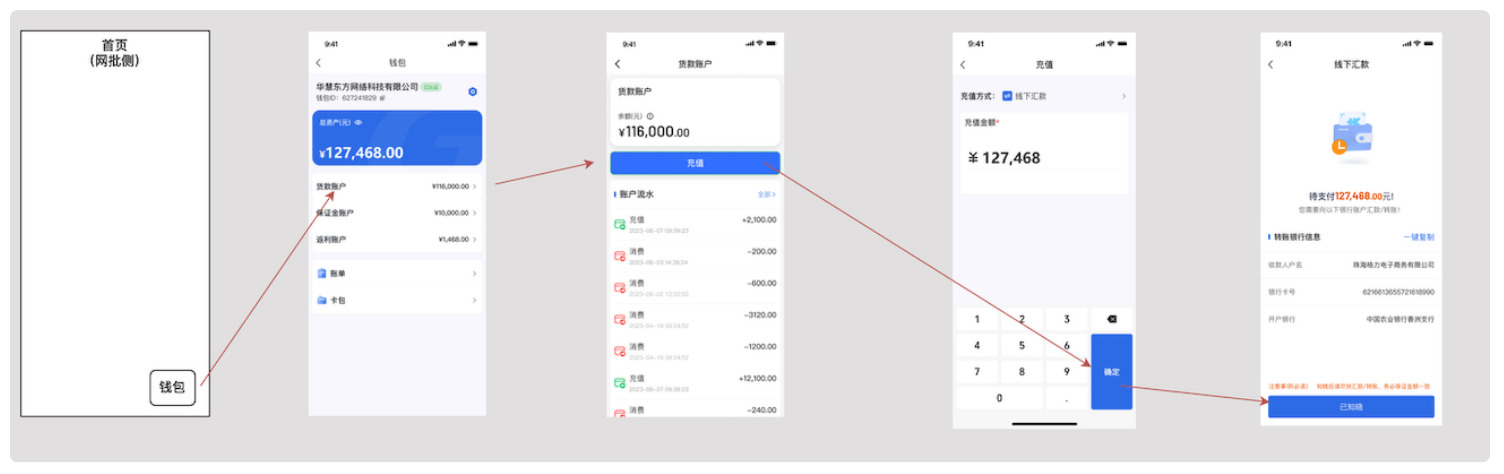 首页
(网批侧)
钱包
9:41
钱包
华慧东方网络科技有限公司
钱包ID: 627241829
总资产(元)
¥127,468.00
货款账户 ¥116,000.00
保证金账户 ¥10,000.00
返利账户 ¥1,468.00
账单
卡包
9:41
货款账户
货款账户
余额(元)
¥116,000.00
充值
账户流水 全部
充值 +2,100.00
2023-06-07 09:39:23
消费 -200.00
2023-06-03 14:39:24
消费 -600.00
2023-06-02 12:02:52
消费 -3120.00
2023-04-16 09:24:52
消费 -1200.00
2023-04-16 09:24:52
充值 +12,100.00
2023-06-07 09:39:23
消费 -240.00
9:41
充值
充值方式: 线下汇款
充值金额*
¥ 127,468
1 2 3
4 5 6
7 8 9
0 .
确定
9:41
线下汇款
待支付127,468.00元!
您需要向以下银行账户汇款/转账!
转账银行信息 一键复制
收款人户名 珠海格力电子商务有限公司
银行卡号 6216613655721618990
开户银行 中国农业银行香洲支行
注意事项(必读) 知晓后请尽快汇款/转账, 务必保证金额一致
已知晓